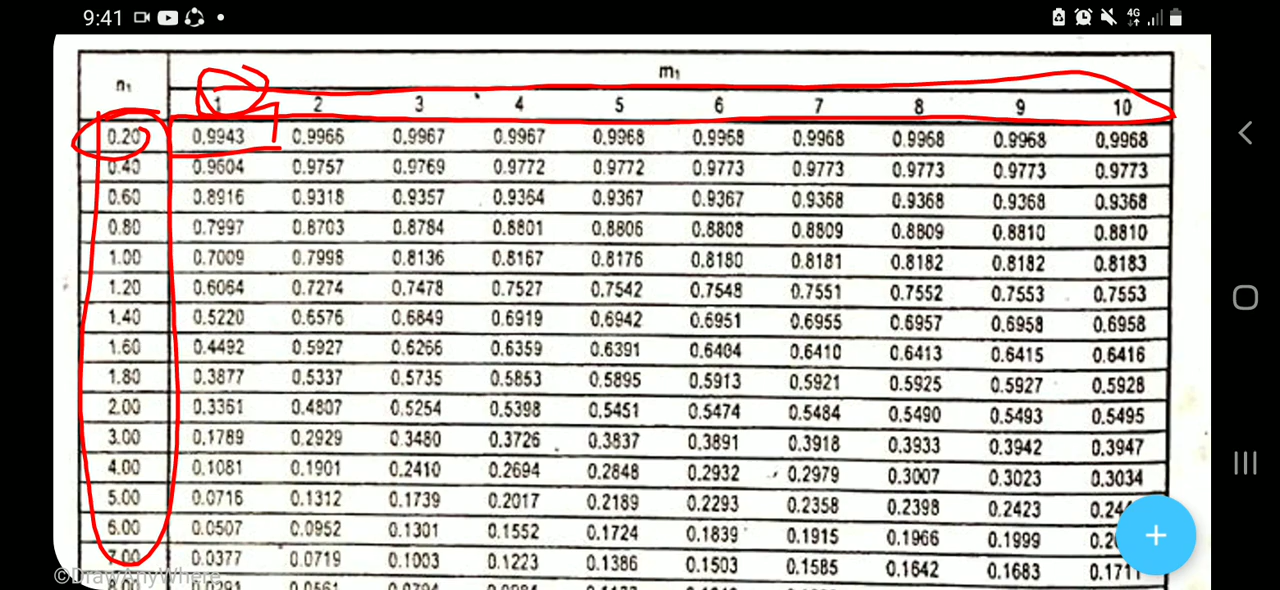 9:41 4G
m₁
n₁ 1 2 3 4 5 6 7 8 9 10
0.20 0.9943 0.9965 0.9967 0.9967 0.9968 0.9968 0.9968 0.9968 0.9968 0.9968
0.40 0.9604 0.9757 0.9769 0.9772 0.9772 0.9773 0.9773 0.9773 0.9773 0.9773
0.60 0.8916 0.9318 0.9357 0.9364 0.9367 0.9367 0.9368 0.9368 0.9368 0.9368
0.80 0.7997 0.8703 0.8784 0.8801 0.8806 0.8808 0.8809 0.8809 0.8810 0.8810
1.00 0.7009 0.7998 0.8136 0.8167 0.8176 0.8180 0.8181 0.8182 0.8182 0.8183
1.20 0.6064 0.7274 0.7478 0.7527 0.7542 0.7548 0.7551 0.7552 0.7553 0.7553
1.40 0.5220 0.6576 0.6849 0.6919 0.6942 0.6951 0.6955 0.6957 0.6958 0.6958
1.60 0.4492 0.5927 0.6266 0.6359 0.6391 0.6404 0.6410 0.6413 0.6415 0.6416
1.80 0.3877 0.5337 0.5735 0.5853 0.5895 0.5913 0.5921 0.5925 0.5927 0.5928
2.00 0.3361 0.4807 0.5254 0.5398 0.5451 0.5474 0.5484 0.5490 0.5493 0.5495
3.00 0.1789 0.2929 0.3480 0.3726 0.3837 0.3891 0.3918 0.3933 0.3942 0.3947
4.00 0.1081 0.1901 0.2410 0.2694 0.2848 0.2932 0.2979 0.3007 0.3023 0.3034
5.00 0.0716 0.1312 0.1739 0.2017 0.2189 0.2293 0.2358 0.2398 0.2423
6.00 0.0507 0.0952 0.1301 0.1552 0.1724 0.1839 0.1915 0.1966 0.1999
7.00 0.0377 0.0719 0.1003 0.1223 0.1386 0.1503 0.1585 0.1642 0.1683 0.1711
©DrawAnyWhere
8.00 0.0291 0.0561